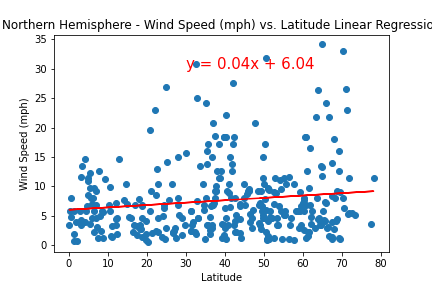 Northern Hemisphere - Wind Speed (mph) vs. Latitude Linear Regressio
35
30
25
20
15
10
5
0
Wind Speed (mph)
y = 0.04x + 6.04
0 10 20 30 40 50 60 70 80
Latitude